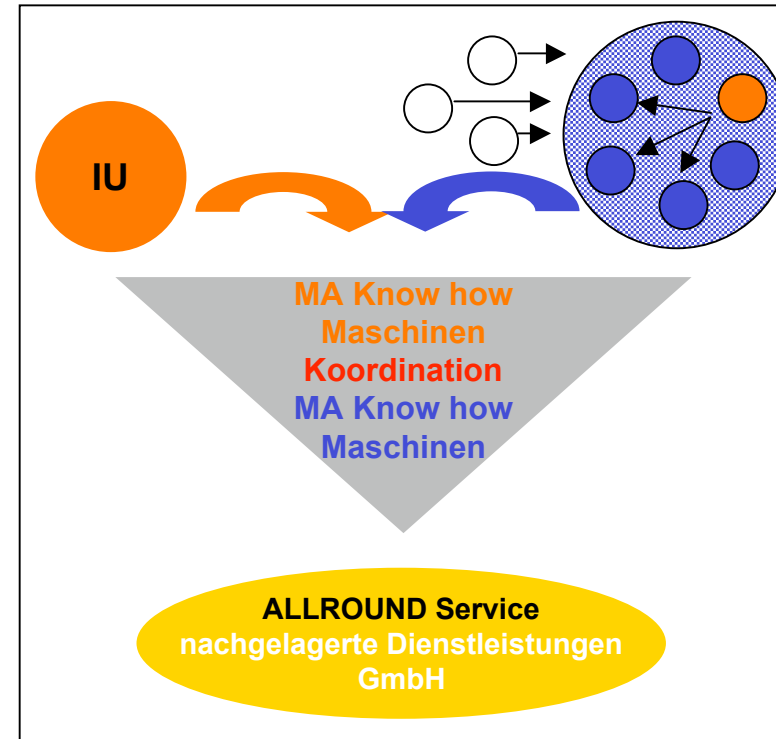 IU
MA Know how
Maschinen
Koordination
MA Know how
Maschinen
ALLROUND Service
nachgelagerte Dienstleistungen
GmbH